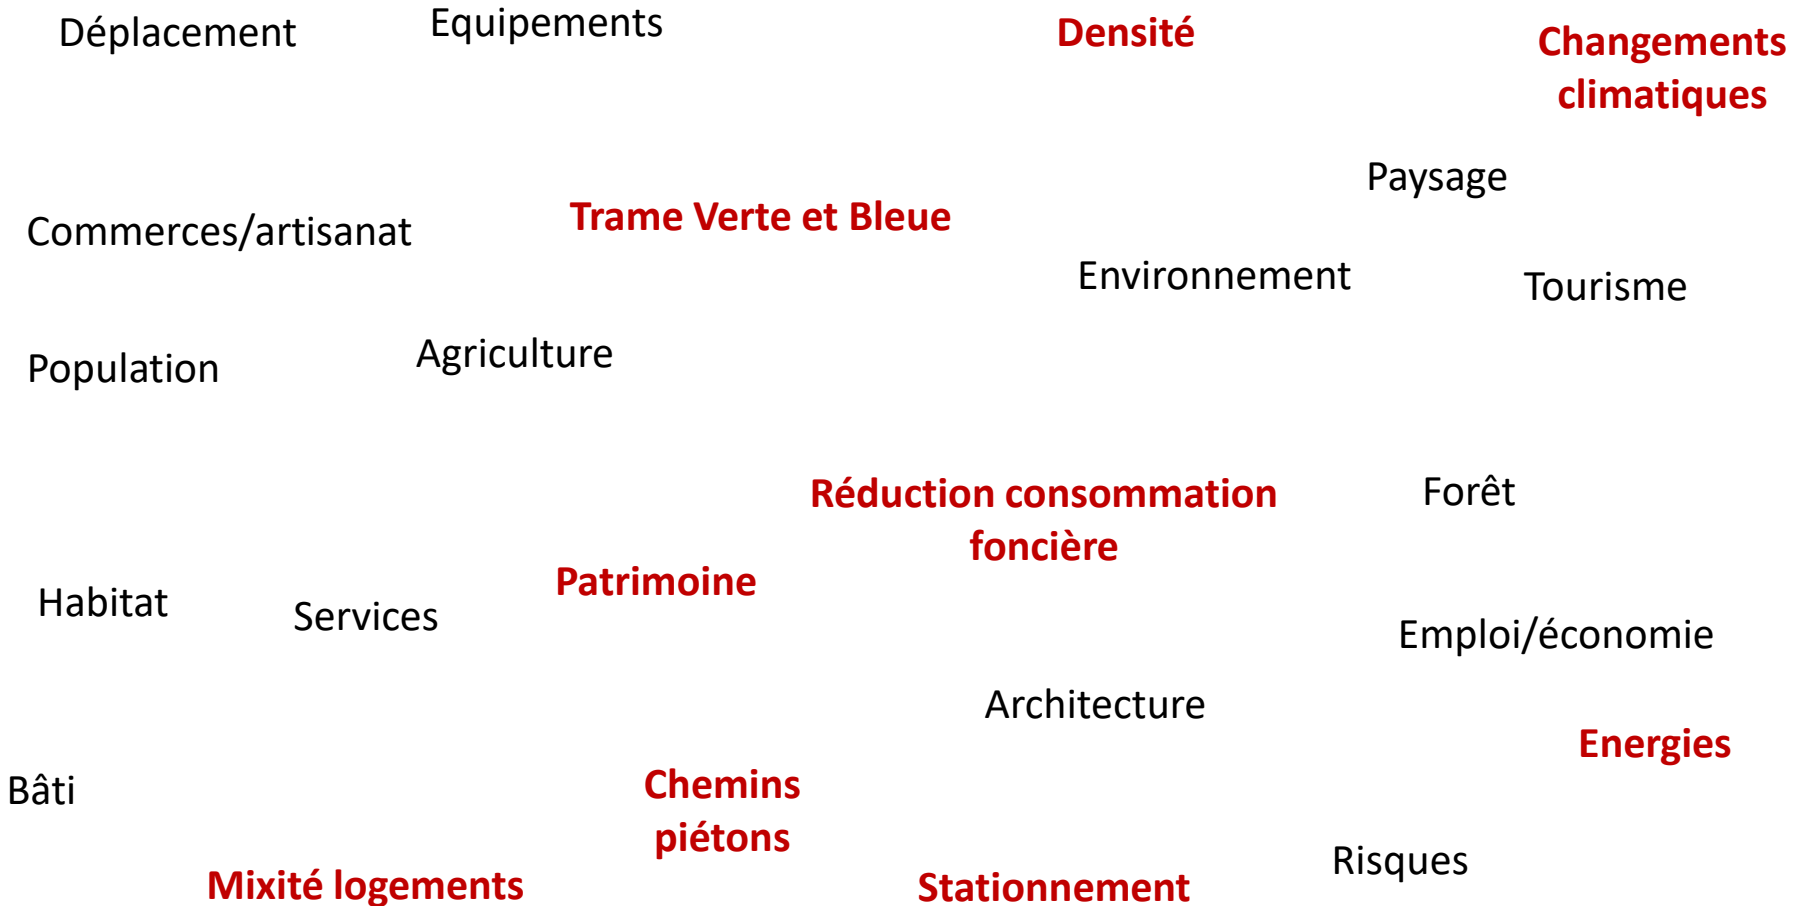 Déplacement
Equipements
Densité
Changements
climatiques
Paysage
Commerces/artisanat
Trame Verte et Bleue
Environnement
Tourisme
Population
Agriculture
Réduction consommation
foncière
Forêt
Patrimoine
Habitat
Services
Emploi/économie
Architecture
Energies
Bâti
Chemins
piétons
Risques
Mixité logements
Stationnement